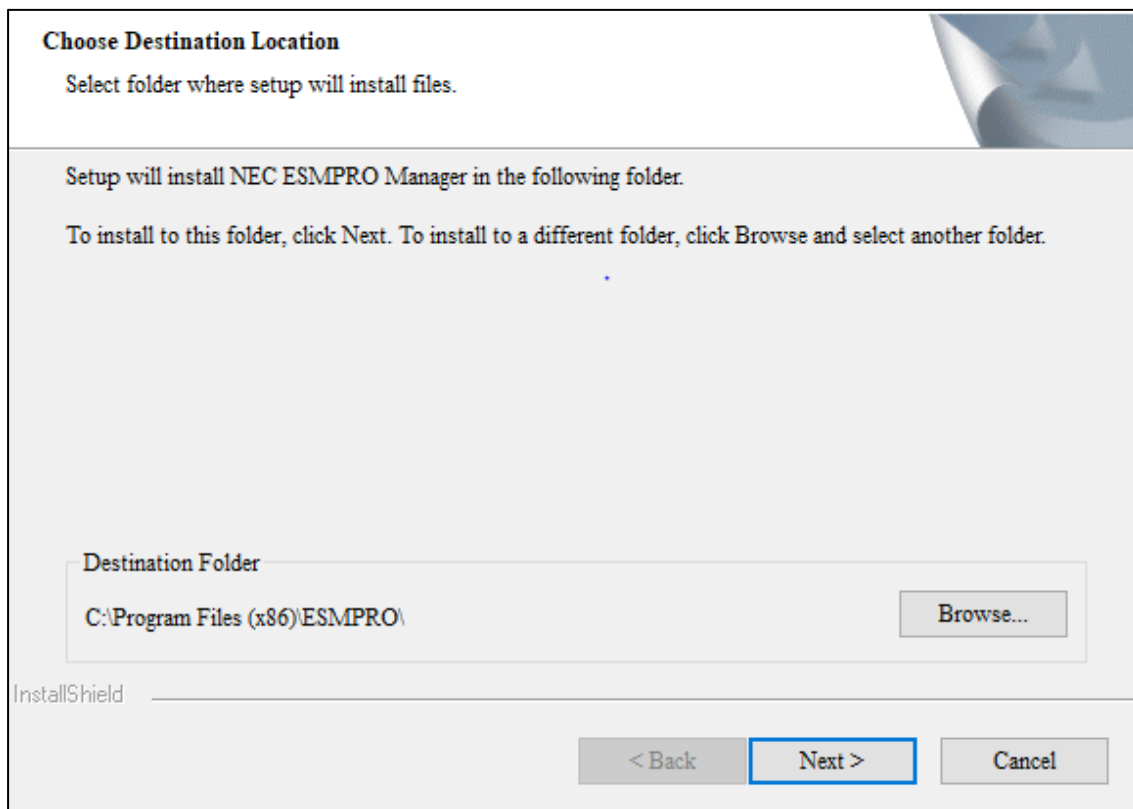 Choose Destination Location
Select folder where setup will install files.
Setup will install NEC ESMPRO Manager in the following folder.
To install to this folder, click Next. To install to a different folder, click Browse and select another folder.
Destination Folder
C:\Program Files (x86)\ESMPRO\
Browse...
InstallShield
< Back
Next >
Cancel